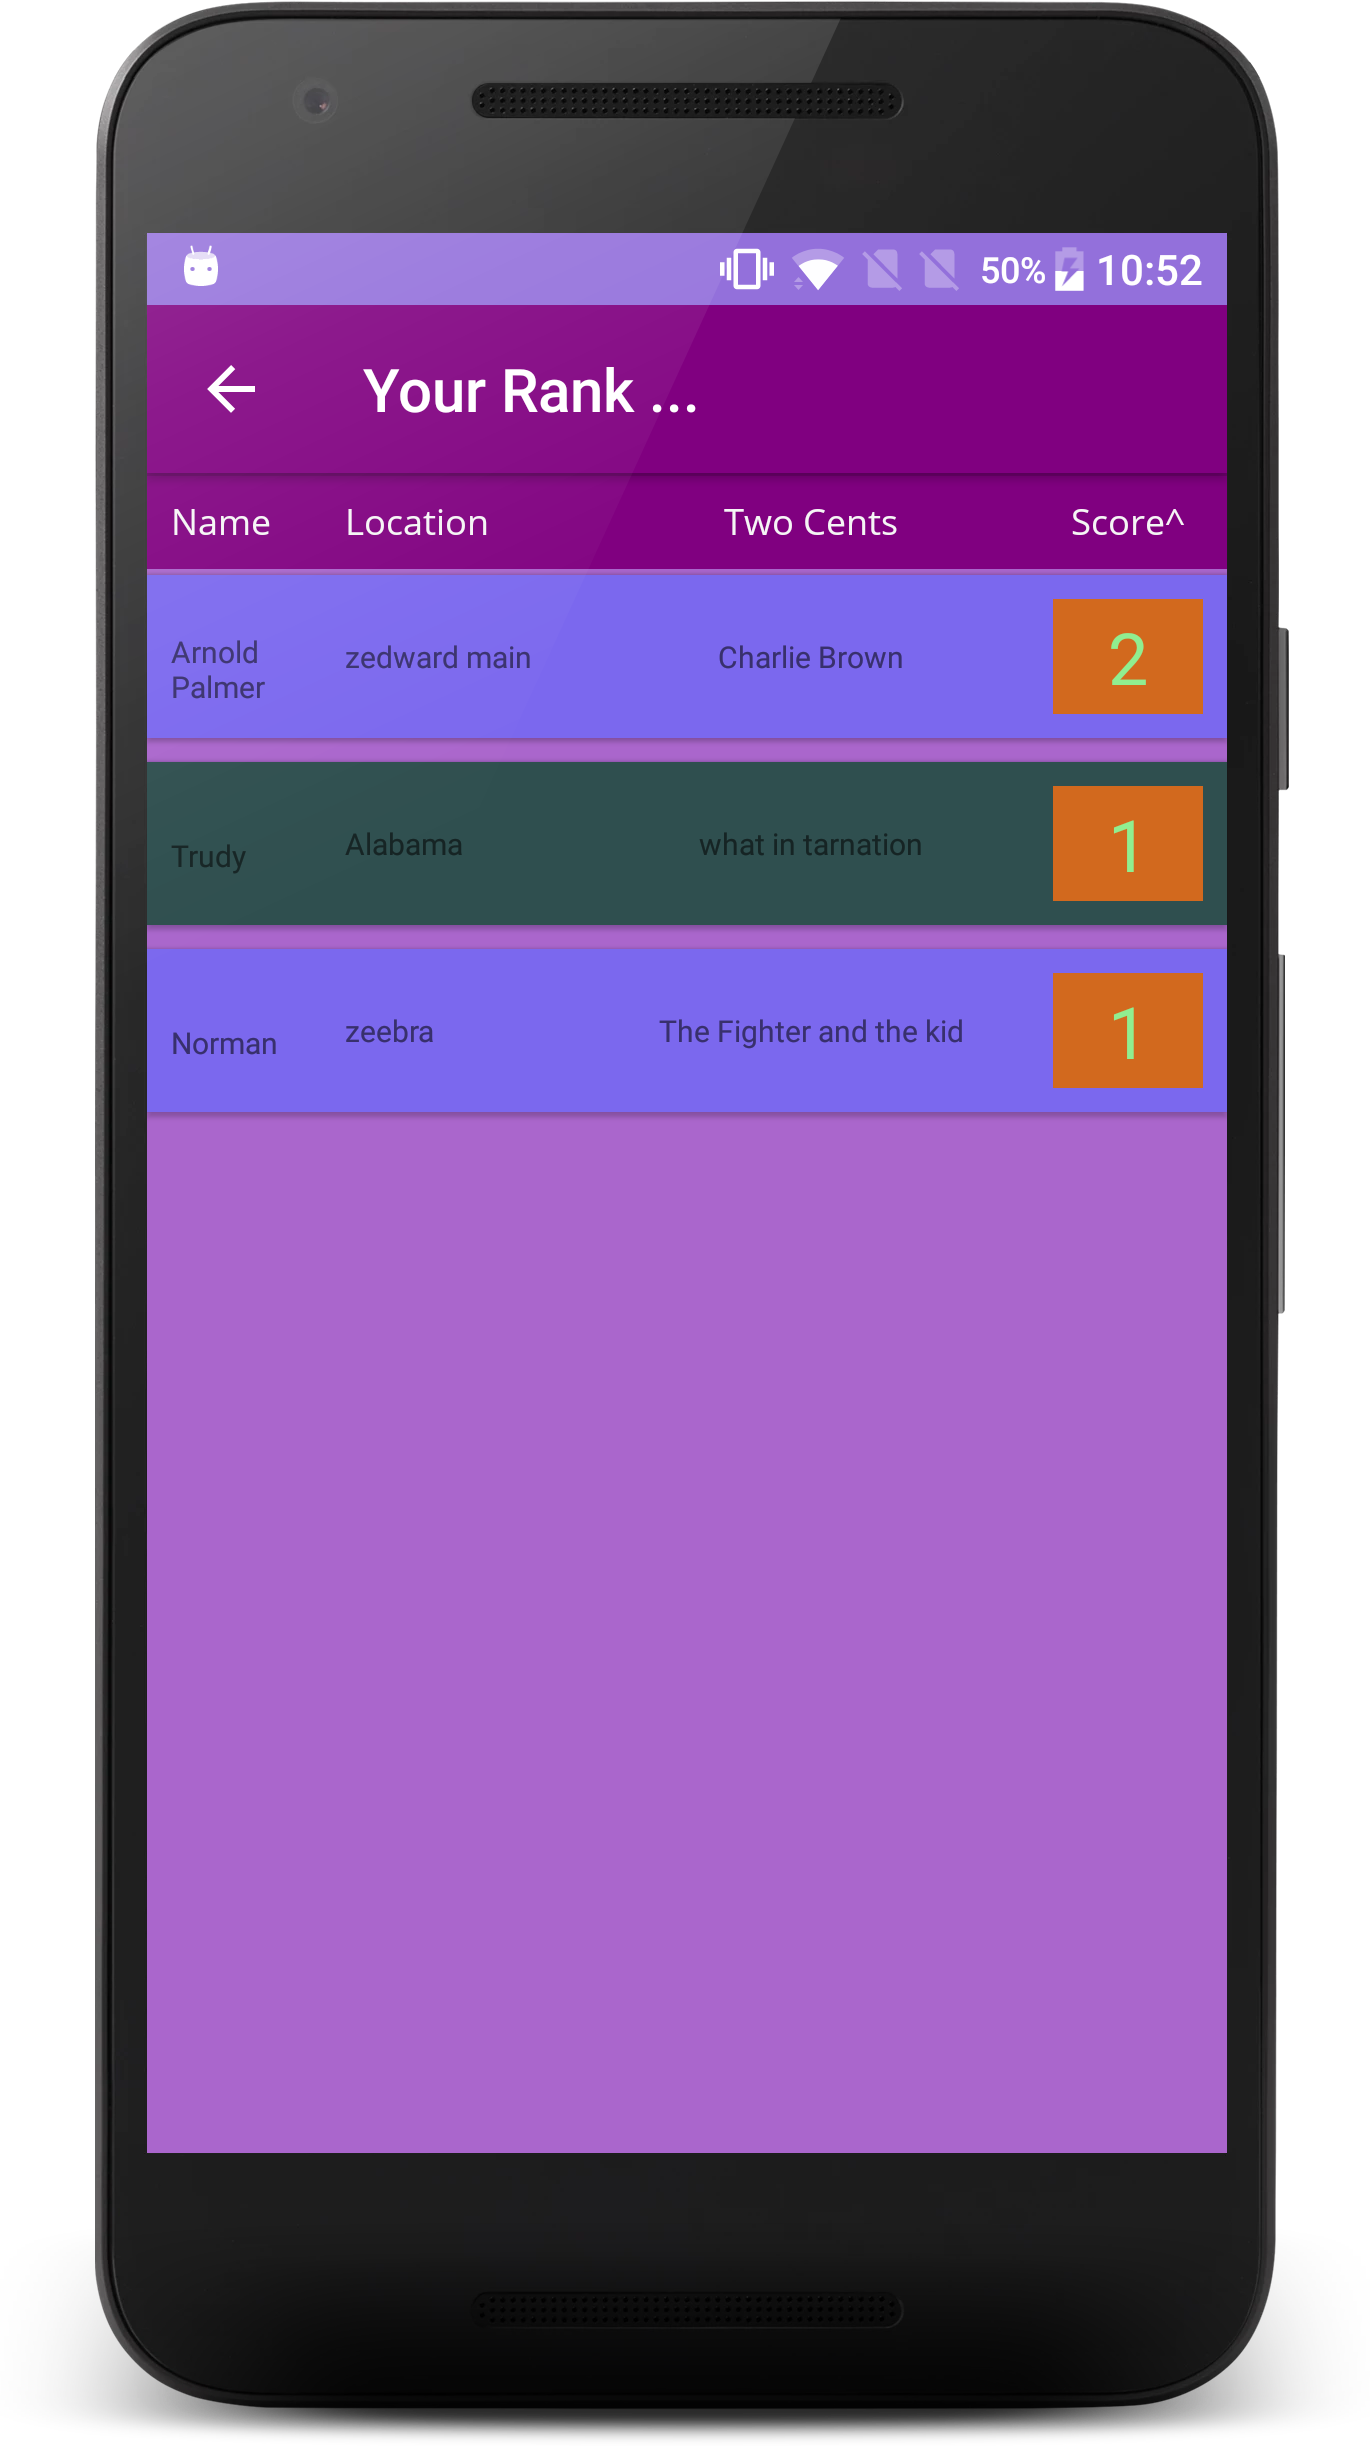 50% 10:52
Your Rank ...
Name Location Two Cents Score^
Arnold
Palmer
zedward main Charlie Brown 2
Trudy Alabama what in tarnation 1
Norman zeebra The Fighter and the kid 1